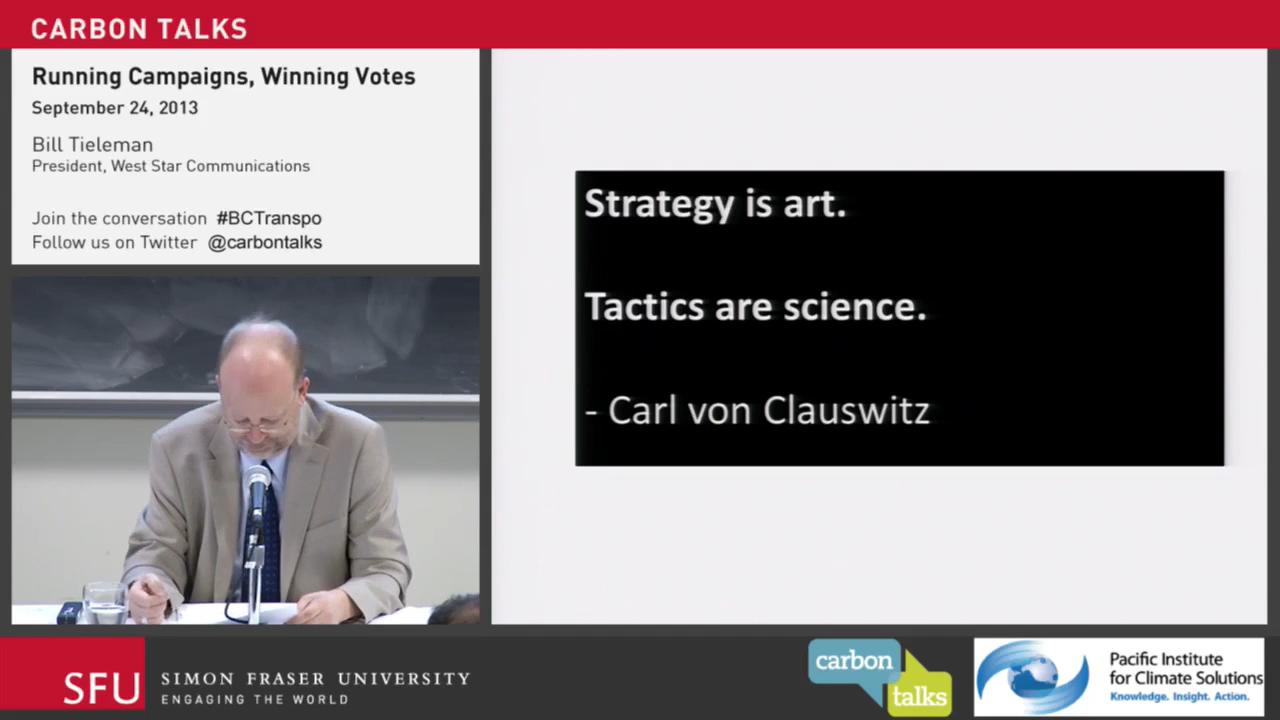 CARBON TALKS
Running Campaigns, Winning Votes
September 24, 2013
Bill Tieleman
President, West Star Communications
Join the conversation #BCTranspo
Follow us on Twitter @carbontalks
Strategy is art.
Tactics are science.
- Carl von Clauswitz
SFU
SIMON FRASER UNIVERSITY
ENGAGING THE WORLD
carbon
talks
Pacific Institute
for Climate Solutions
Knowledge. Insight. Action.